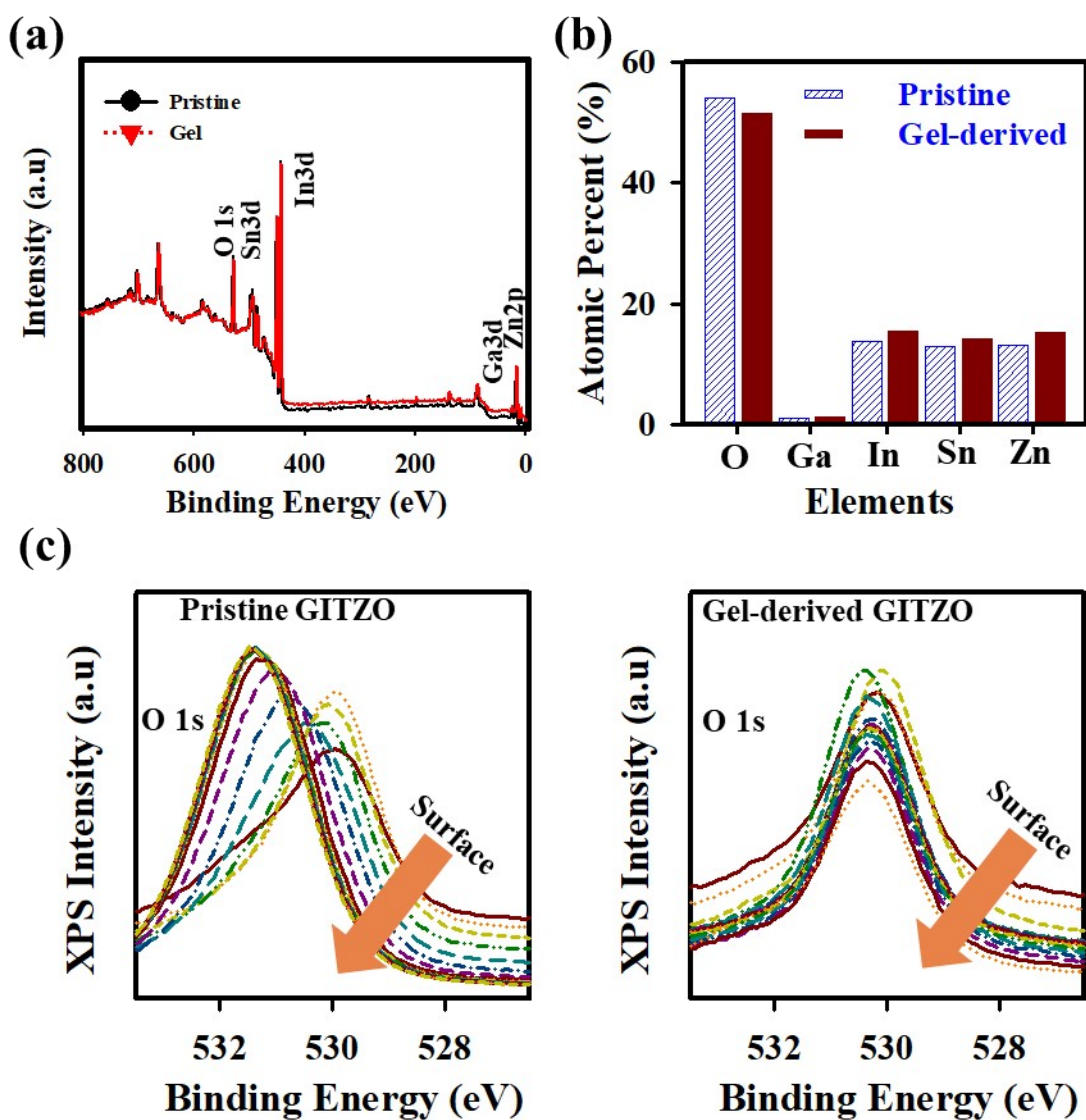 (a)
Intensity (a.u)
Pristine
Gel
O 1s
Sn3d
In3d
Ga3d
Zn2p
800
600
400
200
0
Binding Energy (eV)
(b)
Atomic Percent (%)
60
40
20
0
Pristine
Gel-derived
O
Ga
In
Sn
Zn
Elements
(c)
XPS Intensity (a.u)
Pristine GITZO
O 1s
Surface
532
530
528
Binding Energy (eV)
XPS Intensity (a.u)
Gel-derived GITZO
O 1s
Surface
532
530
528
Binding Energy (eV)